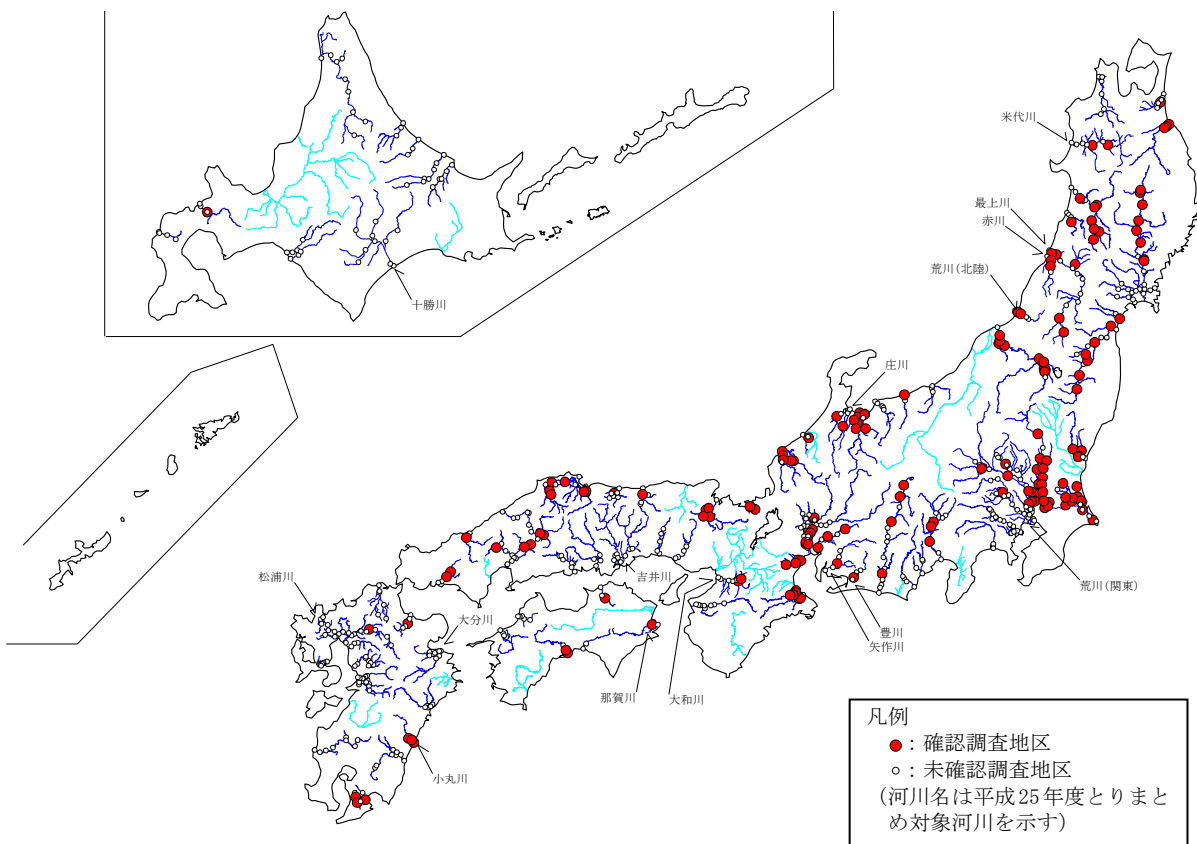 米代川
最上川
赤川
荒川(北陸)
十勝川
庄川
松浦川
吉井川
大分川
荒川(関東)
豊川
矢作川
那賀川
大和川
小丸川
凡例
：確認調査地区
：未確認調査地区
(河川名は平成25年度とりまと
め対象河川を示す)